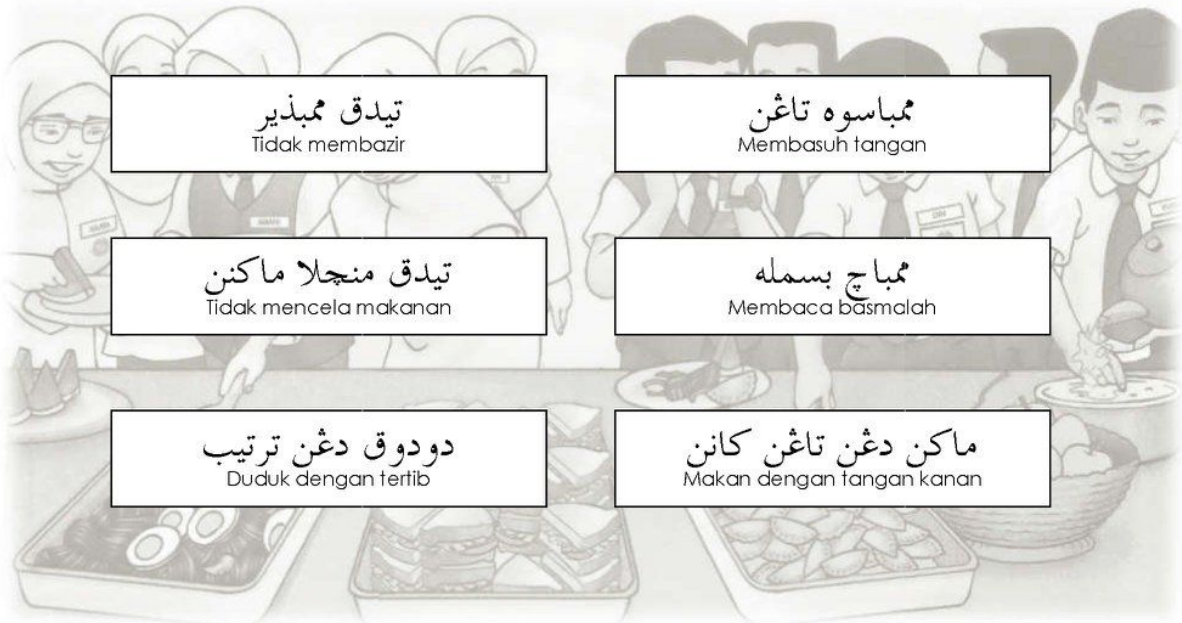 ممباسوه تاڠن
Membasuh tangan
تيدق ممبذير
Tidak membazir
ممباچ بسمله
Membaca basmalah
تيدق منچلا ماكنن
Tidak mencela makanan
ماكن دڠن تاڠن كانن
Makan dengan tangan kanan
دودوق دڠن ترتيب
Duduk dengan tertib